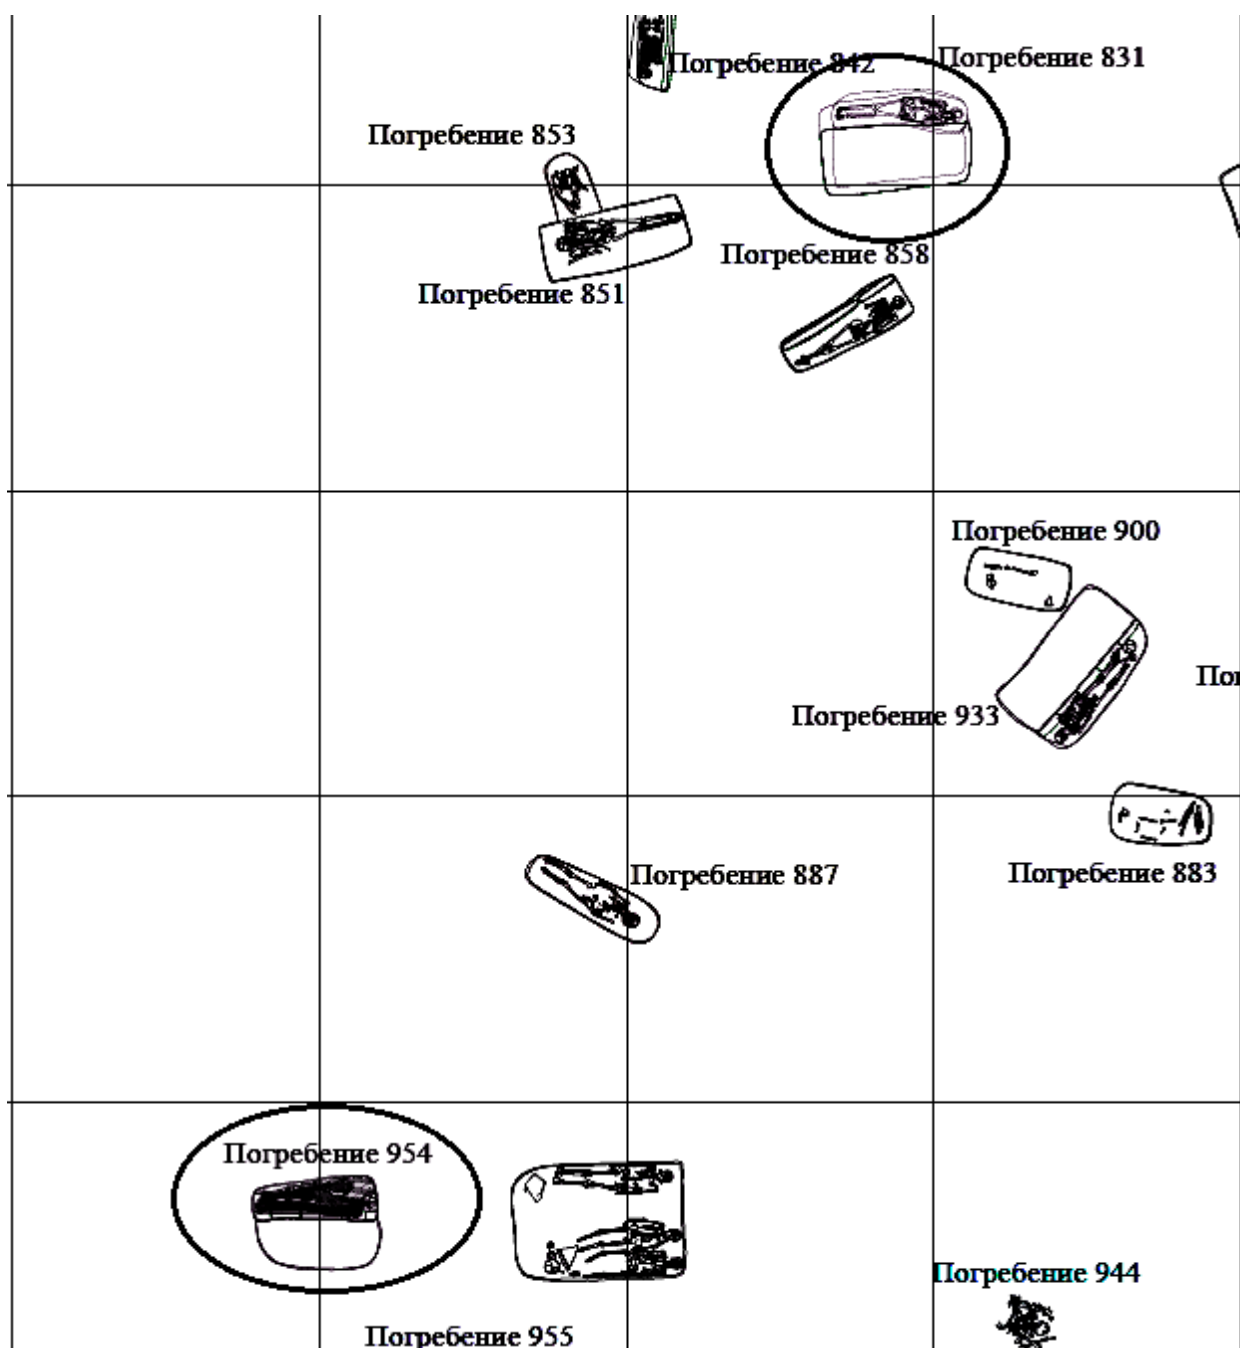 Погребение 831
Погребение 842
Погребение 853
Погребение 858
Погребение 851
Погребение 900
Пог
Погребение 933
Погребение 883
Погребение 887
Погребение 954
Погребение 944
Погребение 955